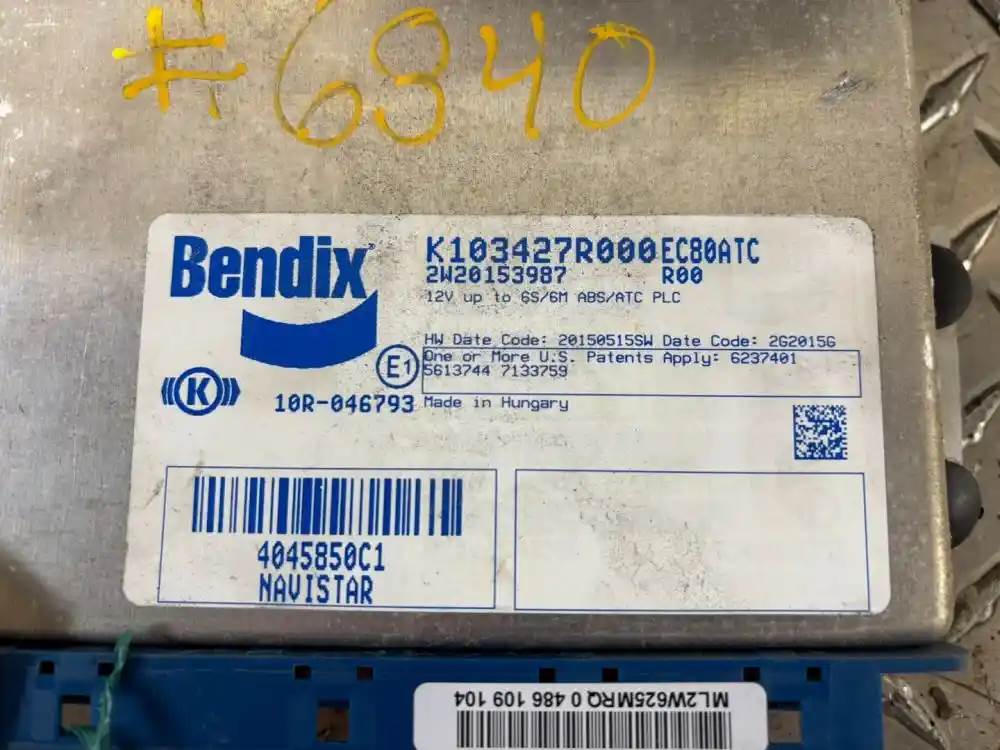 #6840
Bendix
K103427R000 EC80ATC
2W20153987 R00
12V up to 6S/6M ABS/ATC PLC
HW Date Code: 20150515SW Date Code: 2G2015G
One or More U.S. Patents Apply: 6237401
5613744 7133759
E1
K
10R-046793
Made in Hungary
4045850C1
NAVISTAR
ML2W625MRQ 0 486 109 104